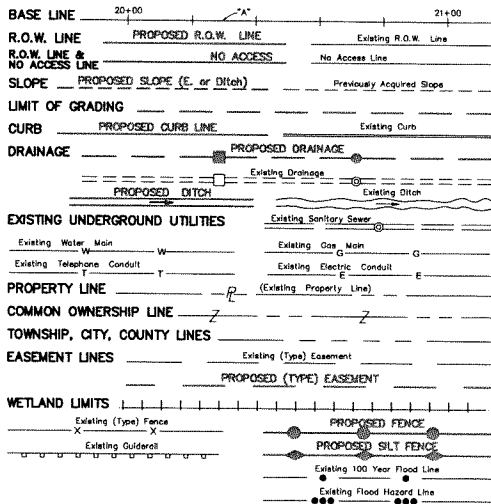 20+00 "A" 21+00
BASE LINE
R.O.W. LINE PROPOSED R.O.W. LINE Existing R.O.W. Line
R.O.W. LINE & NO ACCESS No Access Line
NO ACCESS LINE
SLOPE PROPOSED SLOPE (E. or Ditch) Previously Acquired Slope
LIMIT OF GRADING
CURB PROPOSED CURB LINE Existing Curb
DRAINAGE PROPOSED DRAINAGE
Existing Drainage
PROPOSED DITCH Existing Ditch
EXISTING UNDERGROUND UTILITIES Existing Sanitary Sewer
Existing Water Main Existing Gas Main
W W G G
Existing Telephone Conduit Existing Electric Conduit
T T E E
PROPERTY LINE PL (Existing Property Line)
COMMON OWNERSHIP LINE Z Z
TOWNSHIP, CITY, COUNTY LINES
EASEMENT LINES Existing (Type) Easement
PROPOSED (TYPE) EASEMENT
WETLAND LIMITS
Existing (Type) Fence PROPOSED FENCE
X X
Existing Guiderail PROPOSED SILT FENCE
Existing 100 Year Flood Line
Existing Flood Hazard Line